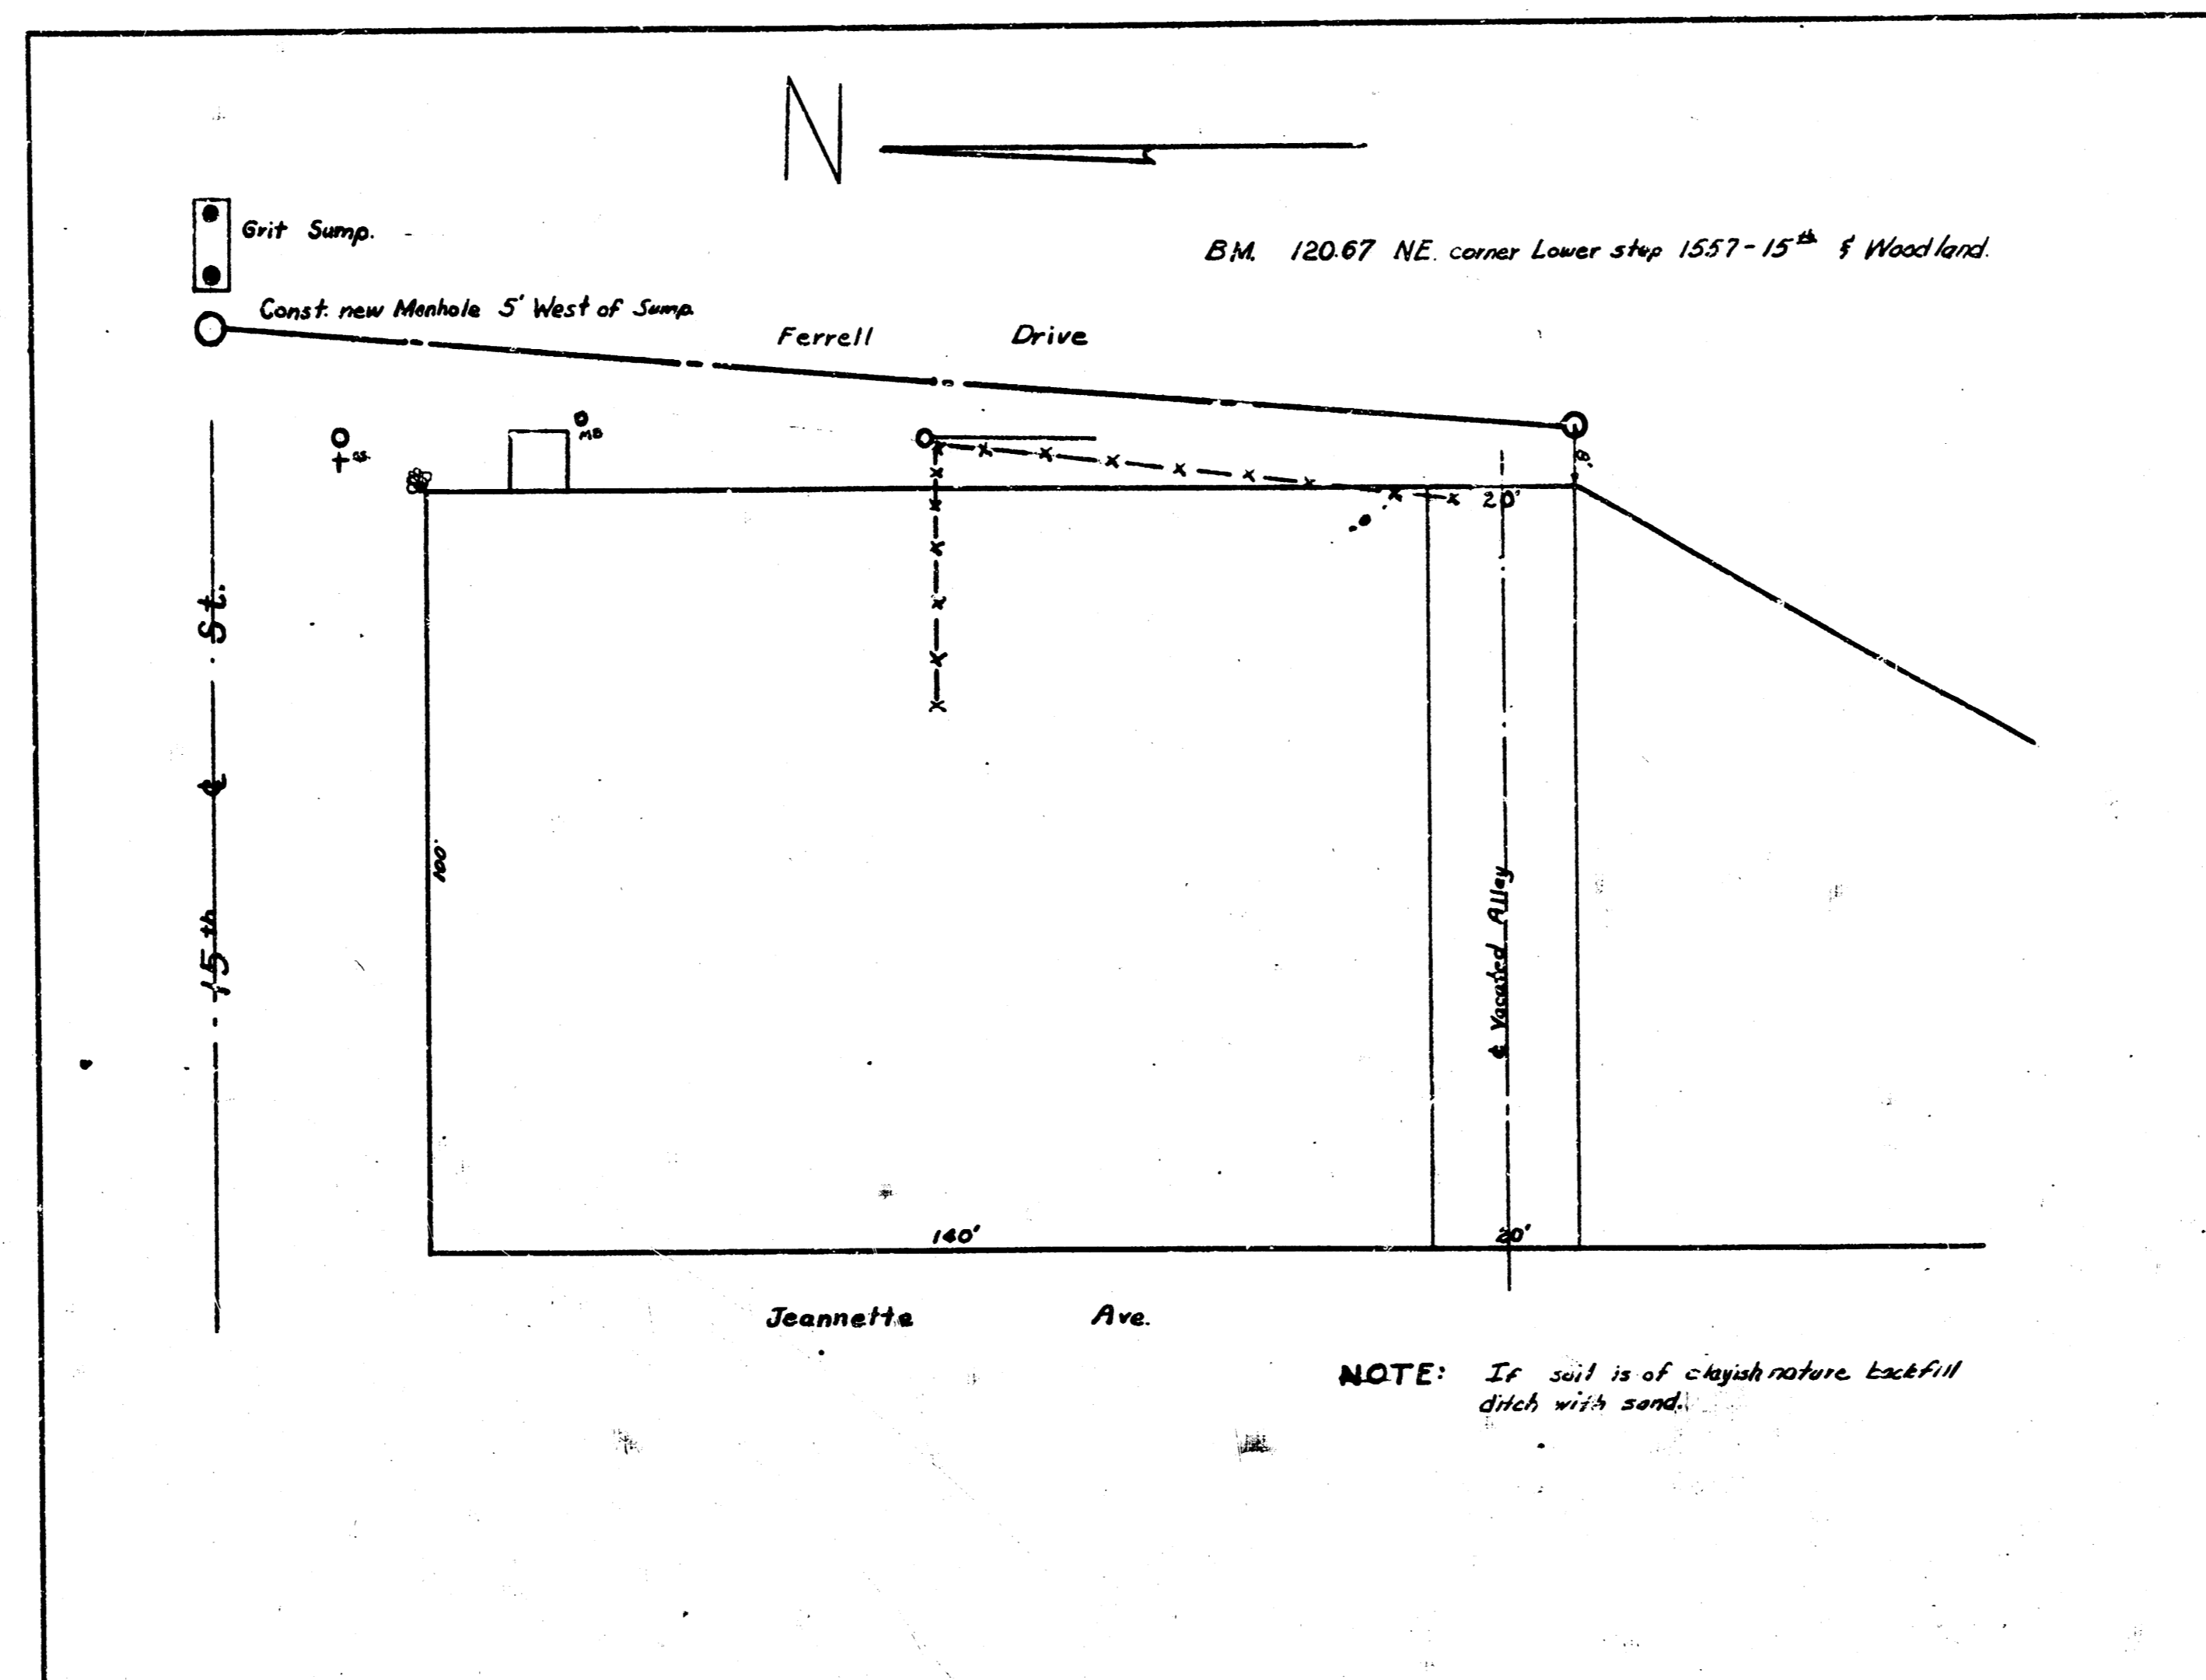 N
Grit Sump.
BM. 120.67 NE. corner Lower step 1557-15th & Woodland.
Const. new Manhole 5' West of Sump.
Ferrell Drive
MB
8'
20'
15th ℄ St.
100'
℄ Vacated Alley
140'
20'
Jeannette Ave.
NOTE: If soil is of clayish nature backfill
ditch with sand.